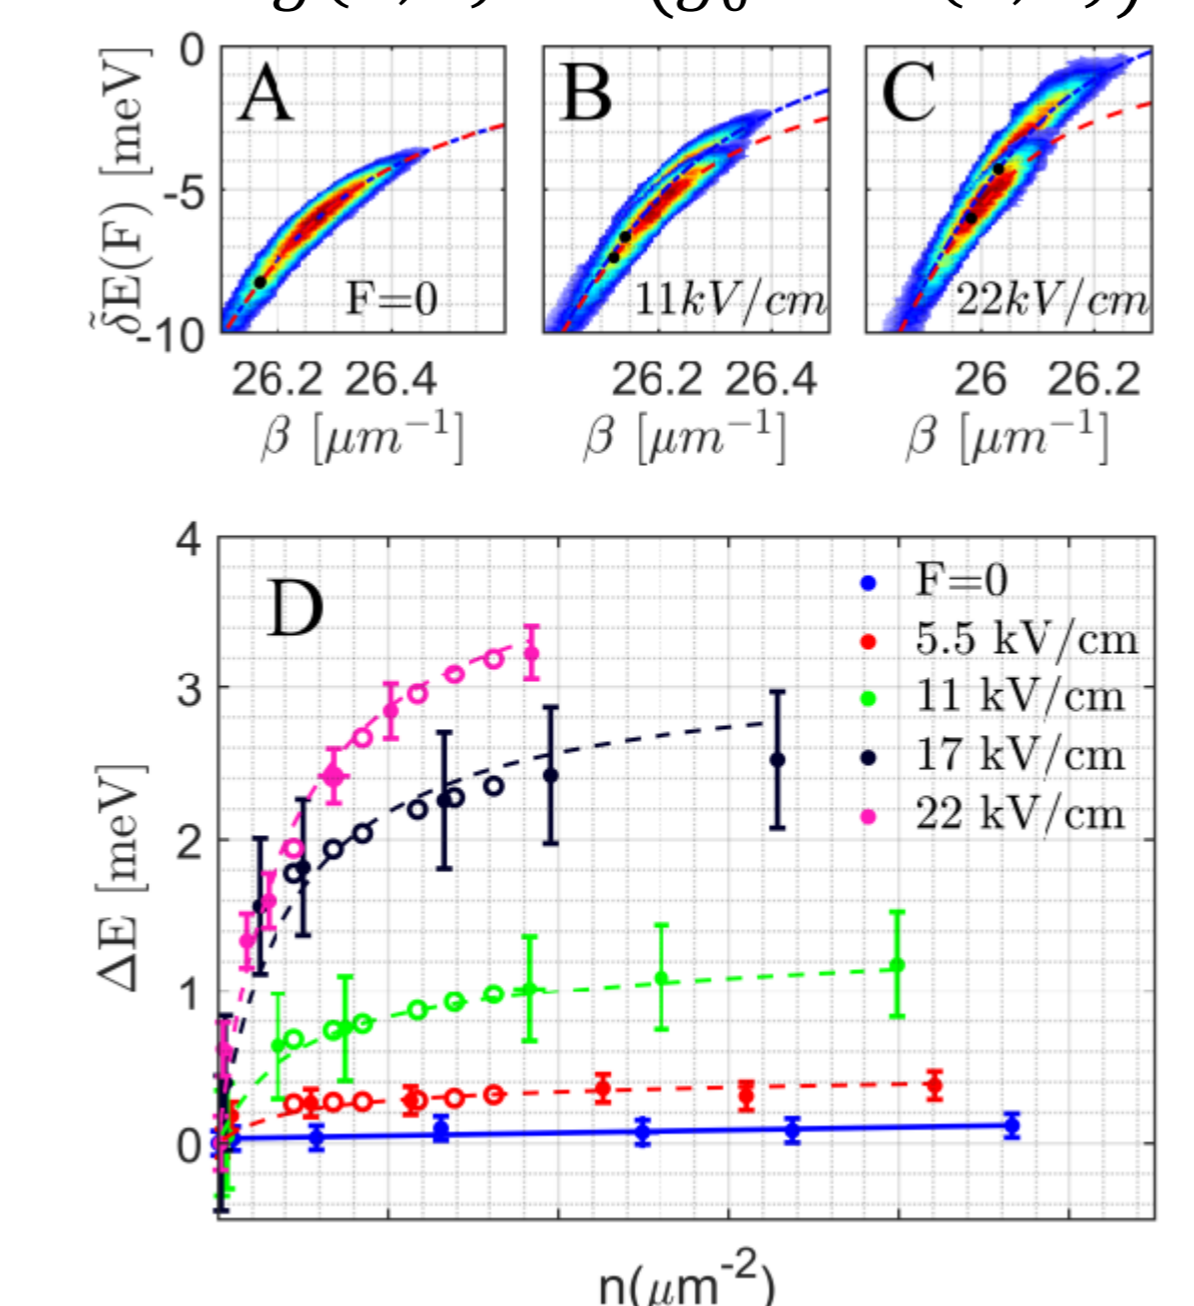 0
-5
-10
δ̃E(F) [meV]
A
F=0
26.2 26.4
β [μm⁻¹]
B
11kV/cm
26.2 26.4
β [μm⁻¹]
C
22kV/cm
26 26.2
β [μm⁻¹]
4
3
2
1
0
ΔE [meV]
D
F=0
5.5 kV/cm
11 kV/cm
17 kV/cm
22 kV/cm
n(μm⁻²)